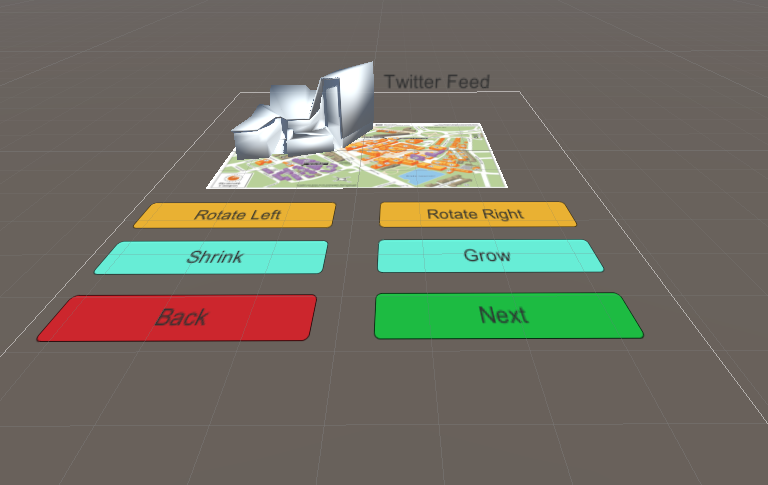 Twitter Feed
Rotate Left
Rotate Right
Shrink
Grow
Back
Next